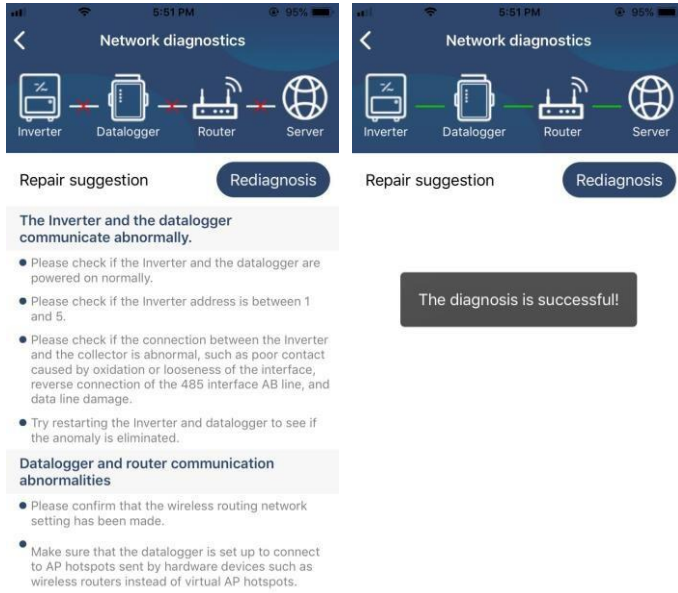 5:51 PM
95%
Network diagnostics
Inverter
Datalogger
Router
Server
Repair suggestion
Rediagnosis
The Inverter and the datalogger
communicate abnormally.
Please check if the Inverter and the datalogger are
powered on normally.
Please check if the Inverter address is between 1
and 5.
Please check if the connection between the Inverter
and the collector is abnormal, such as poor contact
caused by oxidation or looseness of the interface,
reverse connection of the 485 interface AB line, and
data line damage.
Try restarting the Inverter and datalogger to see if
the anomaly is eliminated.
Datalogger and router communication
abnormalities
Please confirm that the wireless routing network
setting has been made.
Make sure that the datalogger is set up to connect
to AP hotspots sent by hardware devices such as
wireless routers instead of virtual AP hotspots.
5:51 PM
95%
Network diagnostics
Inverter
Datalogger
Router
Server
Repair suggestion
Rediagnosis
The diagnosis is successful!